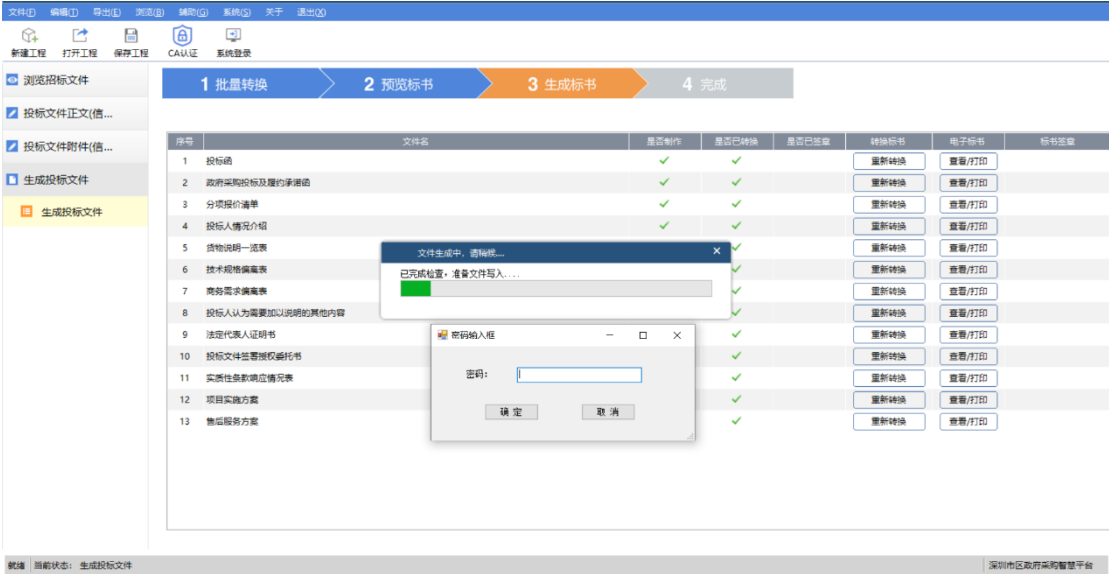 文件(F) 编辑(I) 导出(E) 浏览(B) 辅助(G) 系统(S) 关于 退出(X)
新建工程 打开工程 保存工程 CA认证 系统登录
浏览招标文件
投标文件正文(信...
投标文件附件(信...
生成投标文件
生成投标文件
1 批量转换 2 预览标书 3 生成标书 4 完成
序号 文件名 是否制作 是否已转换 是否已签章 转换标书 电子标书 标书签章
1 投标函 重新转换 查看/打印
2 政府采购投标及履约承诺函 重新转换 查看/打印
3 分项报价清单 重新转换 查看/打印
4 投标人情况介绍 重新转换 查看/打印
5 货物说明一览表 重新转换 查看/打印
6 技术规格偏离表 重新转换 查看/打印
7 商务需求偏离表 重新转换 查看/打印
8 投标人认为需要加以说明的其他内容 重新转换 查看/打印
9 法定代表人证明书 重新转换 查看/打印
10 投标文件签署授权委托书 重新转换 查看/打印
11 实质性条款响应情况表 重新转换 查看/打印
12 项目实施方案 重新转换 查看/打印
13 售后服务方案 重新转换 查看/打印
文件生成中，请稍候...
已完成检查，准备文件写入....
密码输入框
密码：
确定 取消
就绪 当前状态： 生成投标文件 深圳市区政府采购智慧平台